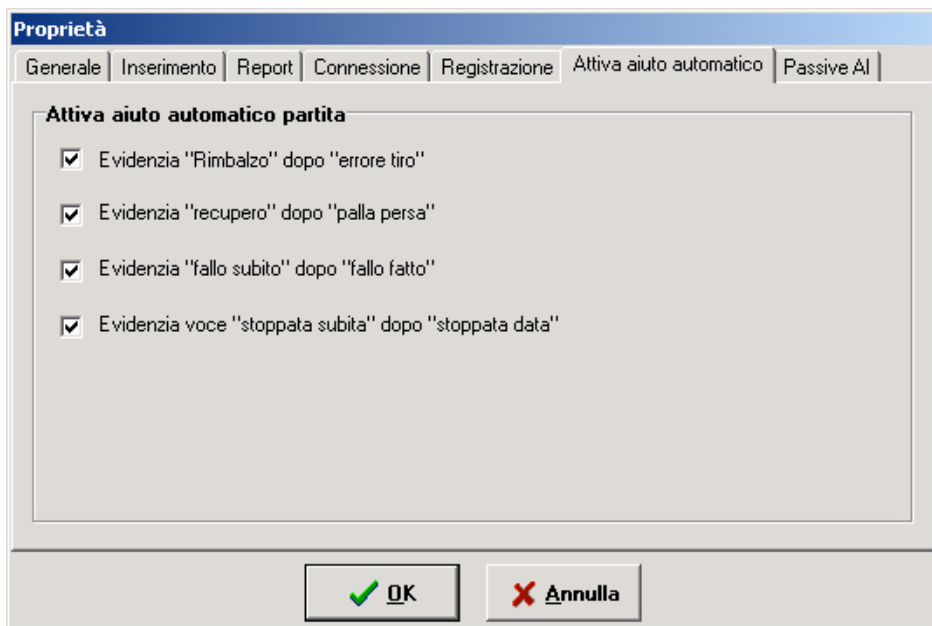 Proprietà
Generale Inserimento Report Connessione Registrazione Attiva aiuto automatico Passive AI
Attiva aiuto automatico partita
Evidenzia "Rimbalzo" dopo "errore tiro"
Evidenzia "recupero" dopo "palla persa"
Evidenzia "fallo subito" dopo "fallo fatto"
Evidenzia voce "stoppata subita" dopo "stoppata data"
OK Annulla